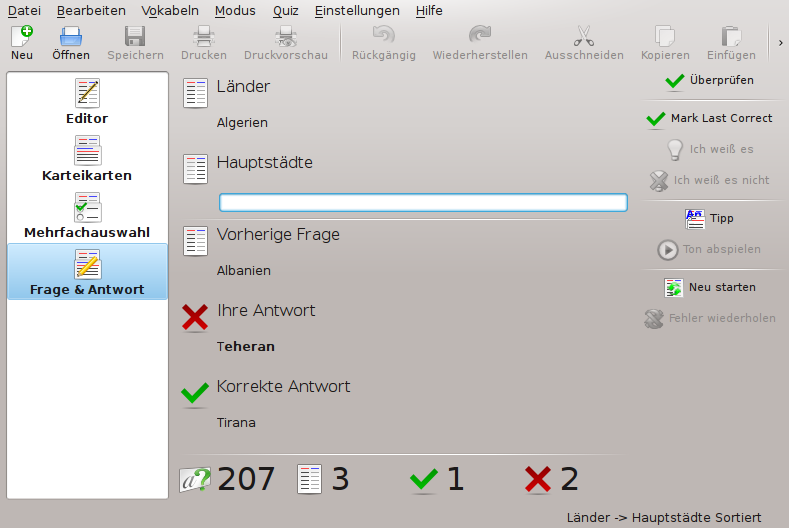 Datei Bearbeiten Vokabeln Modus Quiz Einstellungen Hilfe
Neu Öffnen Speichern Drucken Druckvorschau Rückgängig Wiederherstellen Ausschneiden Kopieren Einfügen
Editor
Karteikarten
Mehrfachauswahl
Frage & Antwort
Länder
Algerien
Hauptstädte
Vorherige Frage
Albanien
Ihre Antwort
Teheran
Korrekte Antwort
Tirana
207 3 1 2
Überprüfen
Mark Last Correct
Ich weiß es
Ich weiß es nicht
Tipp
Ton abspielen
Neu starten
Fehler wiederholen
Länder -> Hauptstädte Sortiert